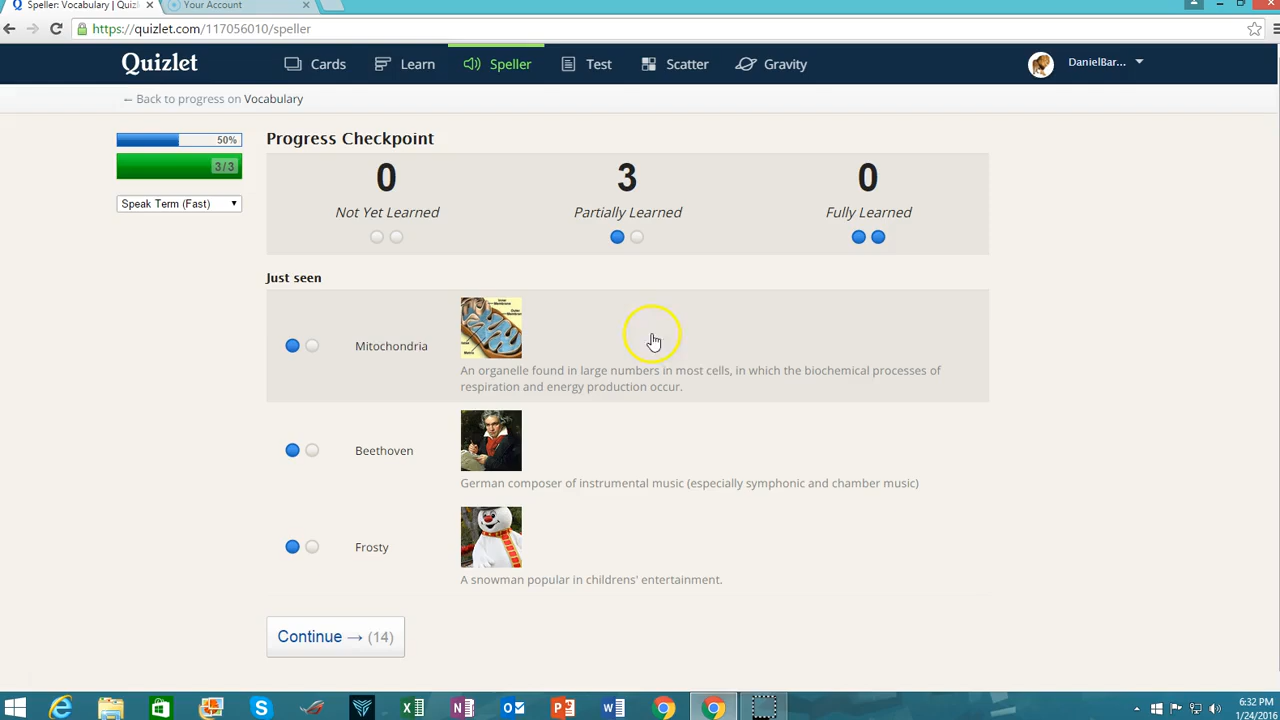 Speller: Vocabulary | Quiz
Your Account
https://quizlet.com/117056010/speller
Quizlet
Cards
Learn
Speller
Test
Scatter
Gravity
DanielBar...
← Back to progress on Vocabulary
50%
3/3
Speak Term (Fast)
Progress Checkpoint
0
3
0
Not Yet Learned
Partially Learned
Fully Learned
Just seen
Mitochondria
An organelle found in large numbers in most cells, in which the biochemical processes of
respiration and energy production occur.
Beethoven
German composer of instrumental music (especially symphonic and chamber music)
Frosty
A snowman popular in childrens' entertainment.
Continue → (14)
6:32 PM
1/24/2016